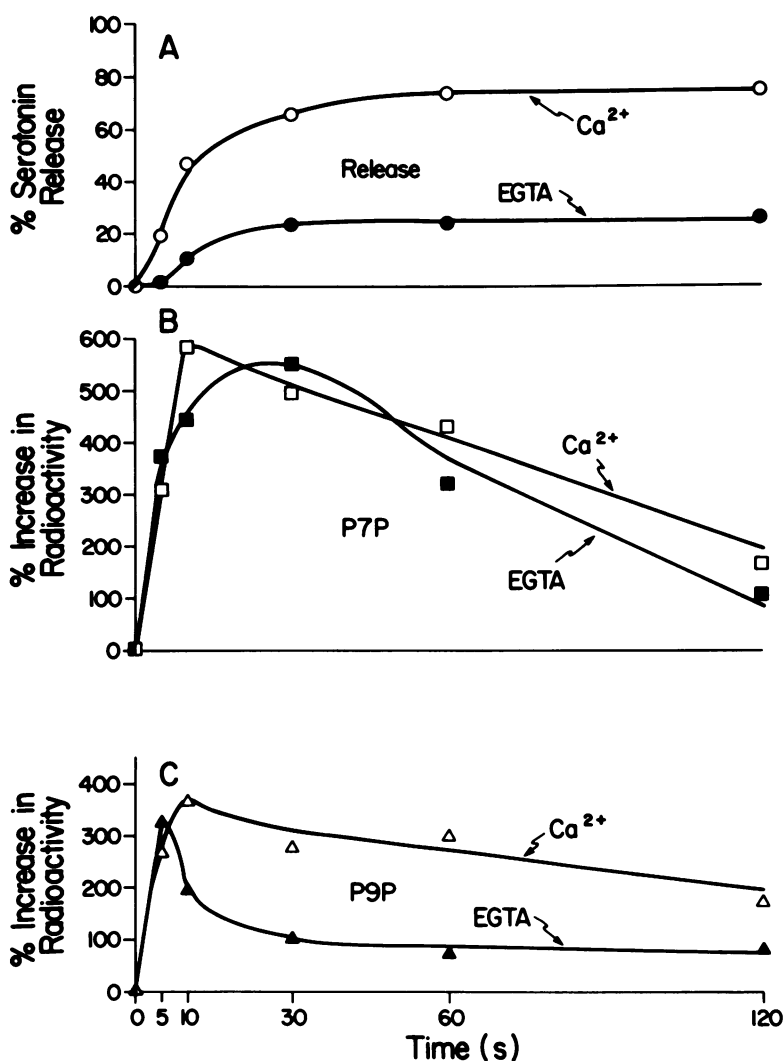 A
% Serotonin
Release
100
80
60
40
20
0
Ca²⁺
Release
EGTA
B
% Increase in
Radioactivity
600
500
400
300
200
100
0
Ca²⁺
P7P
EGTA
C
% Increase in
Radioactivity
400
300
200
100
0
Ca²⁺
P9P
EGTA
0 5 10 30 60 120
Time (s)